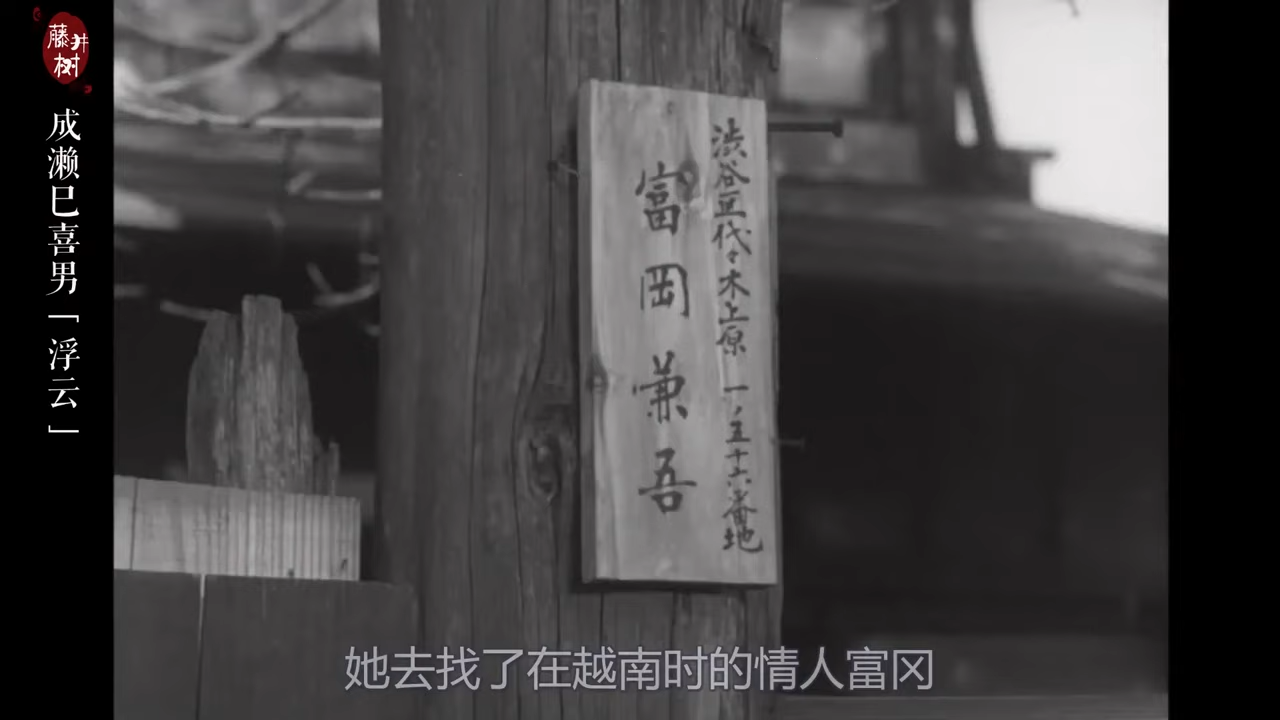 藤井树
成濑巳喜男「浮云」
渋谷区代々木上原一ノ五十六番地
富岡兼吾
她去找了在越南时的情人富冈